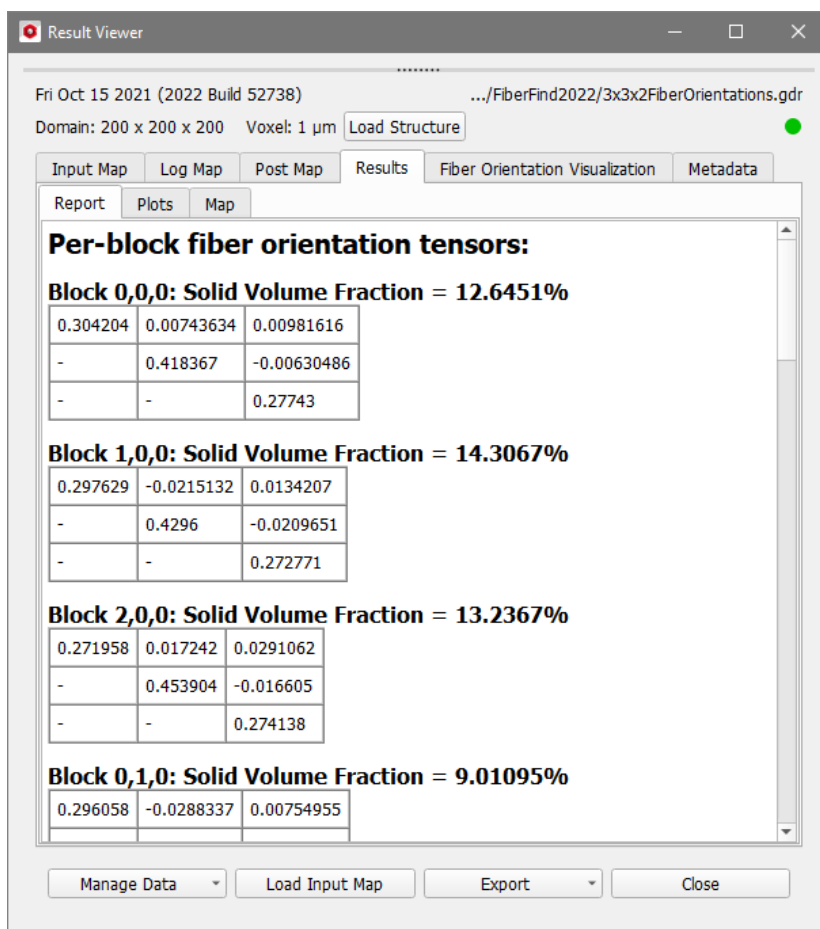 Result Viewer
Fri Oct 15 2021 (2022 Build 52738) .../FiberFind2022/3x3x2FiberOrientations.gdr
Domain: 200 x 200 x 200 Voxel: 1 µm Load Structure
Input Map Log Map Post Map Results Fiber Orientation Visualization Metadata
Report Plots Map
Per-block fiber orientation tensors:
Block 0,0,0: Solid Volume Fraction = 12.6451%
0.304204 0.00743634 0.00981616
- 0.418367 -0.00630486
- - 0.27743
Block 1,0,0: Solid Volume Fraction = 14.3067%
0.297629 -0.0215132 0.0134207
- 0.4296 -0.0209651
- - 0.272771
Block 2,0,0: Solid Volume Fraction = 13.2367%
0.271958 0.017242 0.0291062
- 0.453904 -0.016605
- - 0.274138
Block 0,1,0: Solid Volume Fraction = 9.01095%
0.296058 -0.0288337 0.00754955
Manage Data Load Input Map Export Close